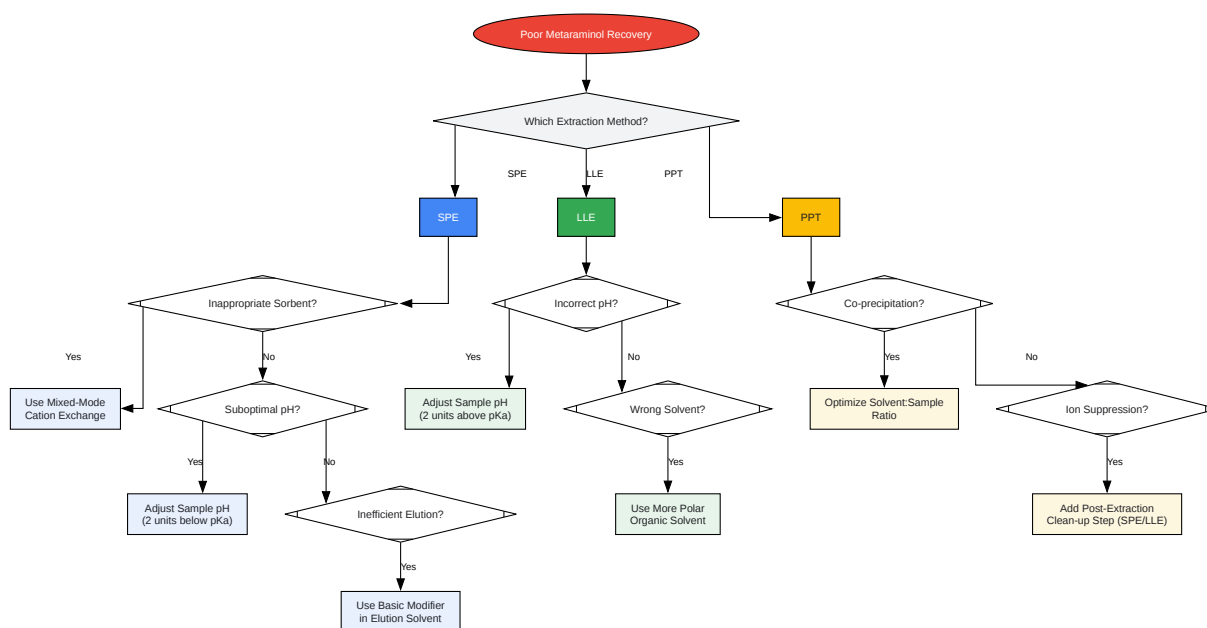 Poor Metaraminol Recovery
Which Extraction Method?
SPE
LLE
PPT
SPE
LLE
PPT
Inappropriate Sorbent?
Incorrect pH?
Co-precipitation?
Yes
No
Yes
No
Yes
No
Use Mixed-Mode
Cation Exchange
Suboptimal pH?
Adjust Sample pH
(2 units above pKa)
Wrong Solvent?
Optimize Solvent:Sample
Ratio
Ion Suppression?
Yes
No
Yes
Yes
Adjust Sample pH
(2 units below pKa)
Inefficient Elution?
Use More Polar
Organic Solvent
Add Post-Extraction
Clean-up Step (SPE/LLE)
Yes
Use Basic Modifier
in Elution Solvent